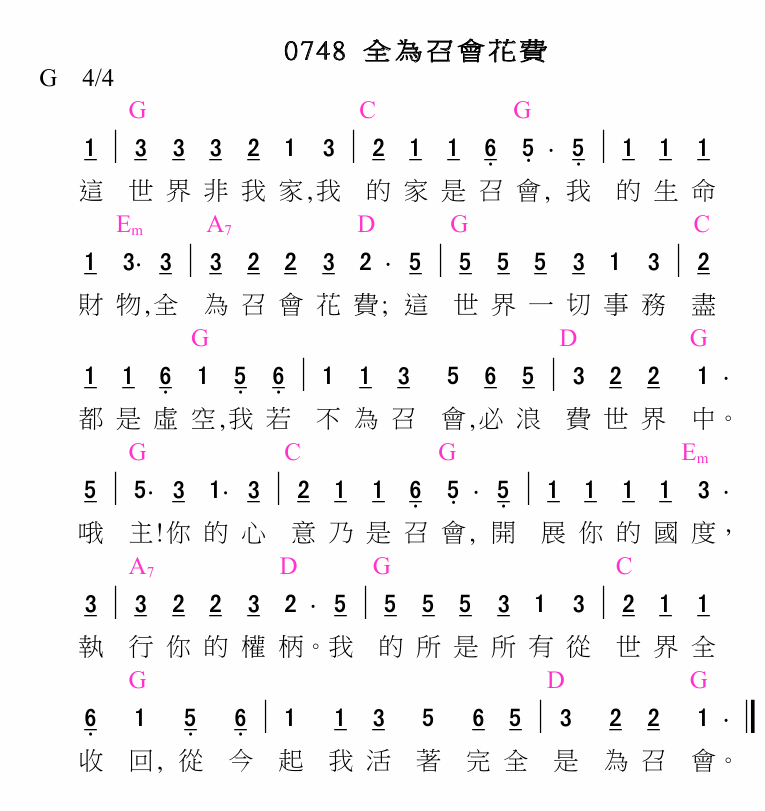 0748 全為召會花費
G 4/4
G C G
1 | 3 3 3 2 1 3 | 2 1 1 6 5 · 5 | 1 1 1
這 世界非我家,我 的家是召會, 我 的生命
Em A7 D G C
1 3· 3 | 3 2 2 3 2 · 5 | 5 5 5 3 1 3 | 2
財物,全 為召會花費; 這 世界一切事務 盡
G D G
1 1 6 1 5 6 | 1 1 3 5 6 5 | 3 2 2 1 ·
都是虛空,我若 不為召 會,必浪 費世界 中。
G C G Em
5 | 5· 3 1· 3 | 2 1 1 6 5 · 5 | 1 1 1 1 3 ·
哦 主!你的心 意乃是召會, 開 展你的國度，
A7 D G C
3 | 3 2 2 3 2 · 5 | 5 5 5 3 1 3 | 2 1 1
執 行你的權柄。我 的所是所有從 世界全
G D G
6 1 5 6 | 1 1 3 5 6 5 | 3 2 2 1 · ||
收 回, 從 今 起 我活 著 完全 是 為召 會。